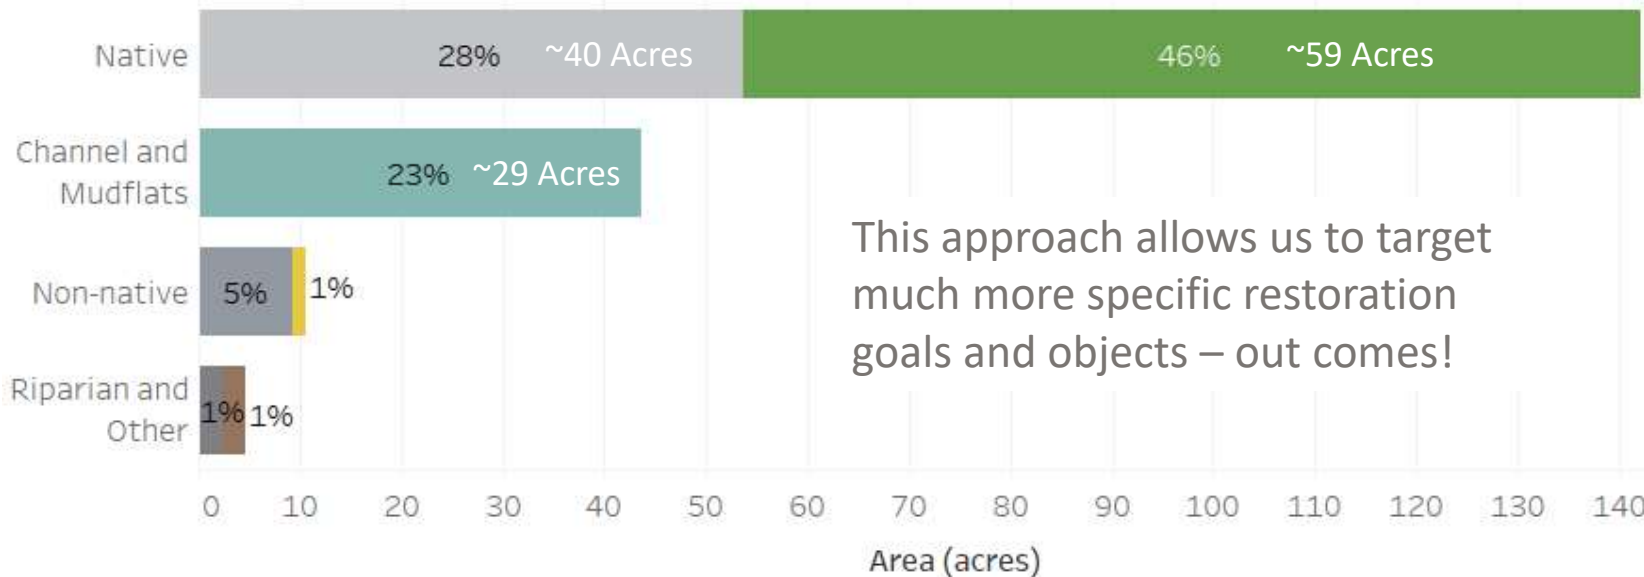 Native
28% ~40 Acres
46% ~59 Acres
Channel and
Mudflats
23% ~29 Acres
Non-native
5% 1%
This approach allows us to target
much more specific restoration
goals and objects – out comes!
Riparian and
Other
1% 1%
0 10 20 30 40 50 60 70 80 90 100 110 120 130 140
Area (acres)